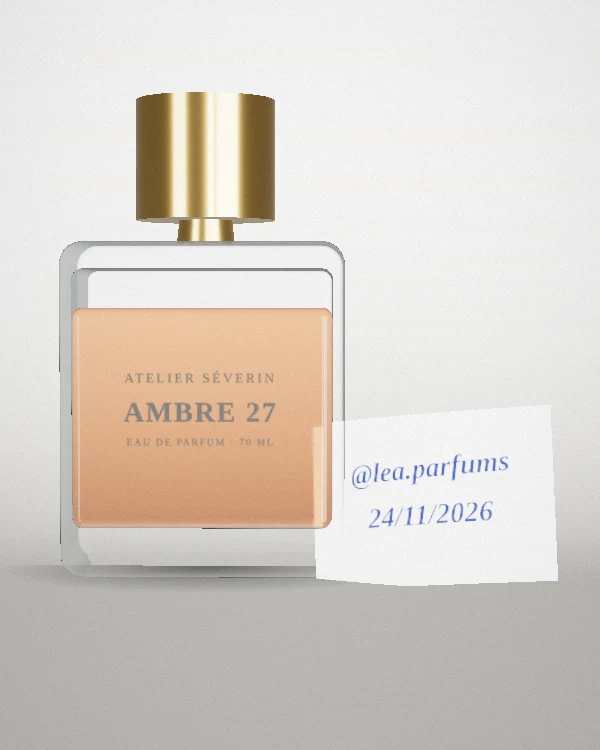 ATELIER SÉVERIN
AMBRE 27
EAU DE PARFUM · 70 ML
@lea.parfums
24/11/2026